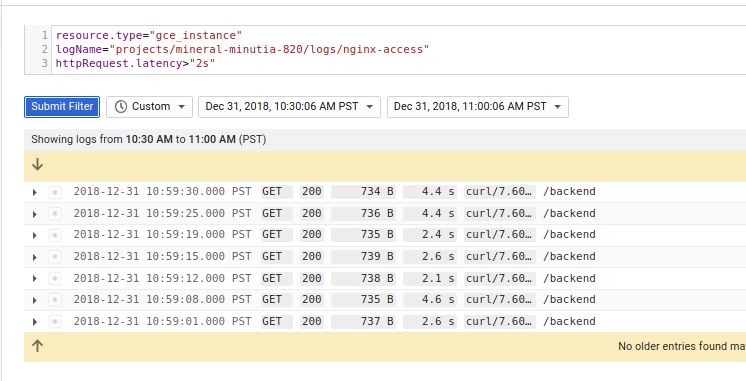 1 resource.type="gce_instance"
2 logName="projects/mineral-minutia-820/logs/nginx-access"
3 httpRequest.latency>"2s"
Submit Filter Custom Dec 31, 2018, 10:30:06 AM PST Dec 31, 2018, 11:00:06 AM PST
Showing logs from 10:30 AM to 11:00 AM (PST)
2018-12-31 10:59:30.000 PST GET 200 734 B 4.4 s curl/7.60… /backend
2018-12-31 10:59:25.000 PST GET 200 736 B 4.4 s curl/7.60… /backend
2018-12-31 10:59:19.000 PST GET 200 735 B 2.4 s curl/7.60… /backend
2018-12-31 10:59:15.000 PST GET 200 739 B 2.6 s curl/7.60… /backend
2018-12-31 10:59:12.000 PST GET 200 738 B 2.1 s curl/7.60… /backend
2018-12-31 10:59:08.000 PST GET 200 735 B 4.6 s curl/7.60… /backend
2018-12-31 10:59:01.000 PST GET 200 737 B 2.6 s curl/7.60… /backend
No older entries found ma